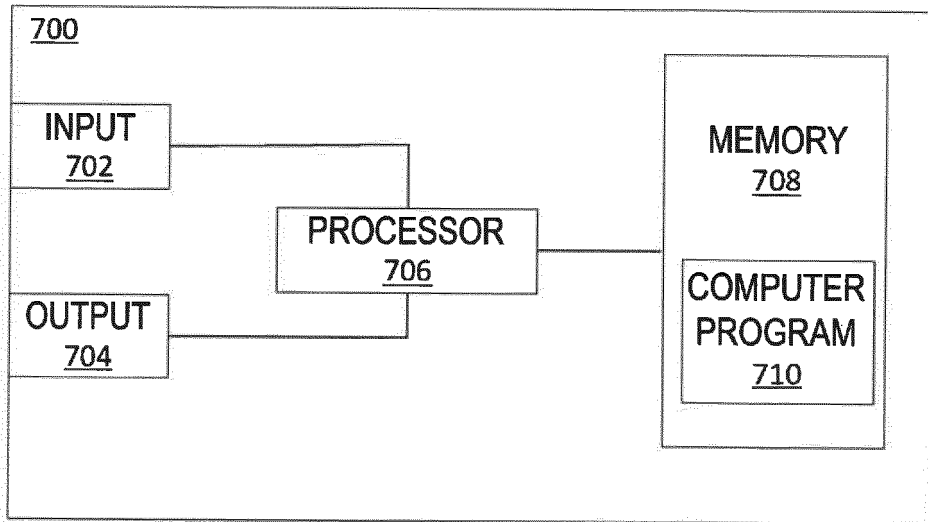 700
INPUT
702
OUTPUT
704
PROCESSOR
706
MEMORY
708
COMPUTER
PROGRAM
710